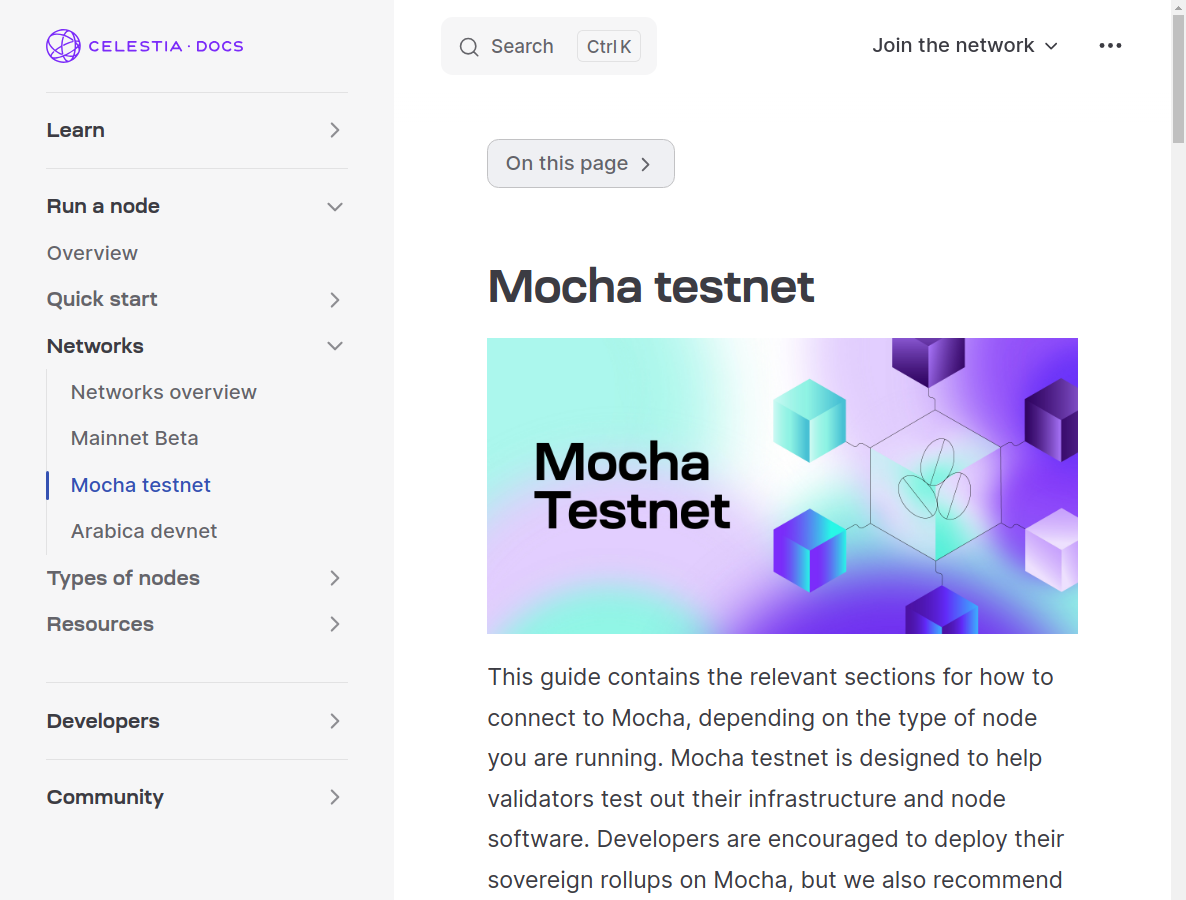 CELESTIA · DOCS
Search
Ctrl K
Join the network
Learn
Run a node
Overview
Quick start
Networks
Networks overview
Mainnet Beta
Mocha testnet
Arabica devnet
Types of nodes
Resources
Developers
Community
On this page
Mocha testnet
Mocha
Testnet
This guide contains the relevant sections for how to
connect to Mocha, depending on the type of node
you are running. Mocha testnet is designed to help
validators test out their infrastructure and node
software. Developers are encouraged to deploy their
sovereign rollups on Mocha, but we also recommend